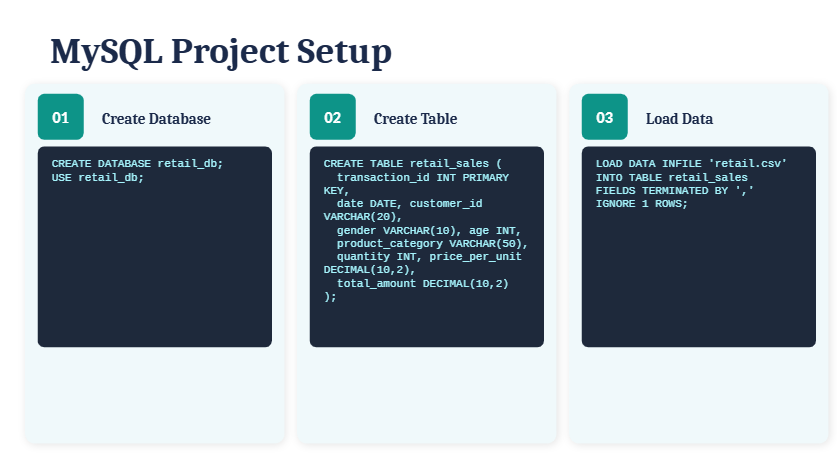 MySQL Project Setup
01
Create Database
CREATE DATABASE retail_db;
USE retail_db;
02
Create Table
CREATE TABLE retail_sales (
  transaction_id INT PRIMARY
KEY,
  date DATE, customer_id
VARCHAR(20),
  gender VARCHAR(10), age INT,
  product_category VARCHAR(50),
  quantity INT, price_per_unit
DECIMAL(10,2),
  total_amount DECIMAL(10,2)
);
03
Load Data
LOAD DATA INFILE 'retail.csv'
INTO TABLE retail_sales
FIELDS TERMINATED BY ','
IGNORE 1 ROWS;